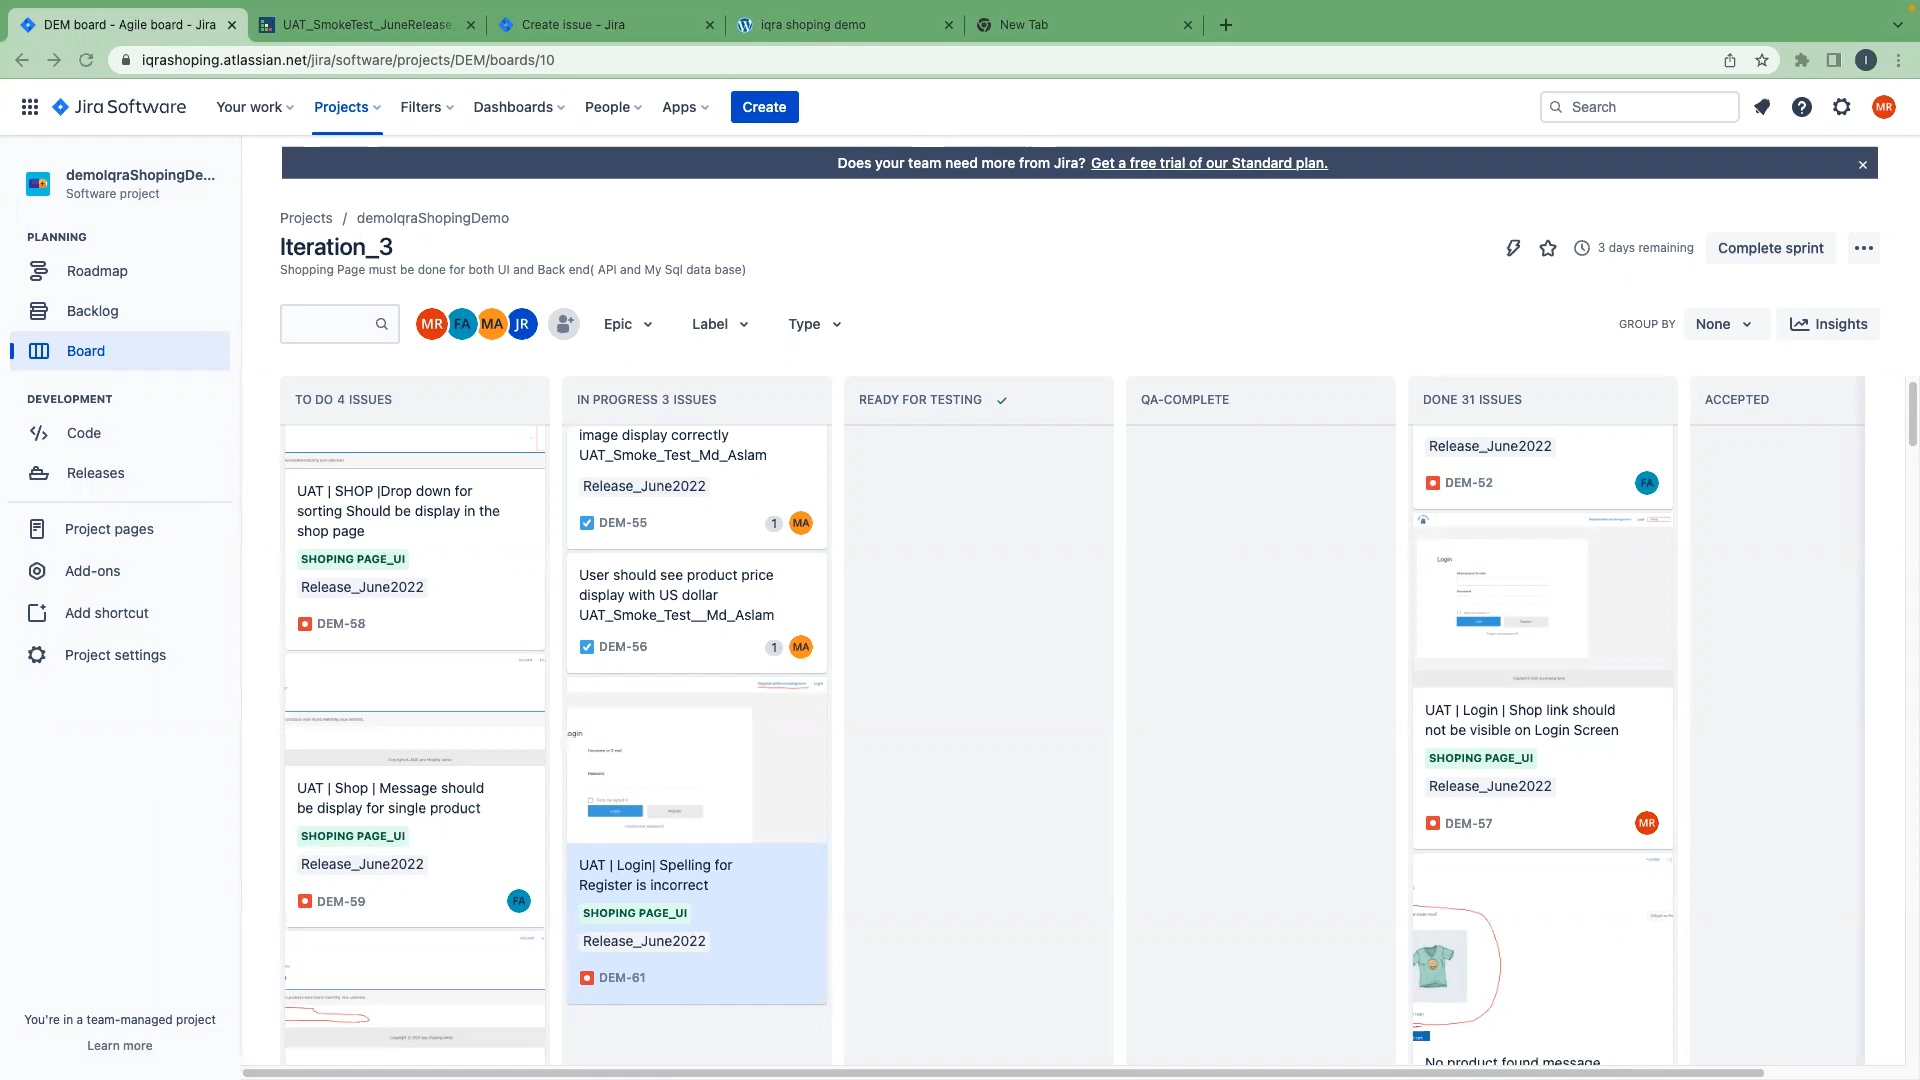 DEM board - Agile board - Jira
UAT_SmokeTest_JuneRelease
Create issue - Jira
iqra shoping demo
New Tab
iqrashoping.atlassian.net/jira/software/projects/DEM/boards/10
I
Jira Software
Your work
Projects
Filters
Dashboards
People
Apps
Create
Search
MR
Does your team need more from Jira? Get a free trial of our Standard plan.
demoIqraShopingDe...
Software project
PLANNING
Roadmap
Backlog
Board
DEVELOPMENT
Code
Releases
Project pages
Add-ons
Add shortcut
Project settings
You're in a team-managed project
Learn more
Projects / demoIqraShopingDemo
Iteration_3
Shopping Page must be done for both UI and Back end( API and My Sql data base)
3 days remaining
Complete sprint
MR FA MA JR
Epic
Label
Type
GROUP BY
None
Insights
TO DO 4 ISSUES
UAT | SHOP |Drop down for
sorting Should be display in the
shop page
SHOPING PAGE_UI
Release_June2022
DEM-58
UAT | Shop | Message should
be display for single product
SHOPING PAGE_UI
Release_June2022
DEM-59
FA
IN PROGRESS 3 ISSUES
image display correctly
UAT_Smoke_Test_Md_Aslam
Release_June2022
DEM-55
1
MA
User should see product price
display with US dollar
UAT_Smoke_Test__Md_Aslam
DEM-56
1
MA
Login
UAT | Login| Spelling for
Register is incorrect
SHOPING PAGE_UI
Release_June2022
DEM-61
READY FOR TESTING
QA-COMPLETE
DONE 31 ISSUES
Release_June2022
DEM-52
FA
Login
UAT | Login | Shop link should
not be visible on Login Screen
SHOPING PAGE_UI
Release_June2022
DEM-57
MR
No product found message
ACCEPTED